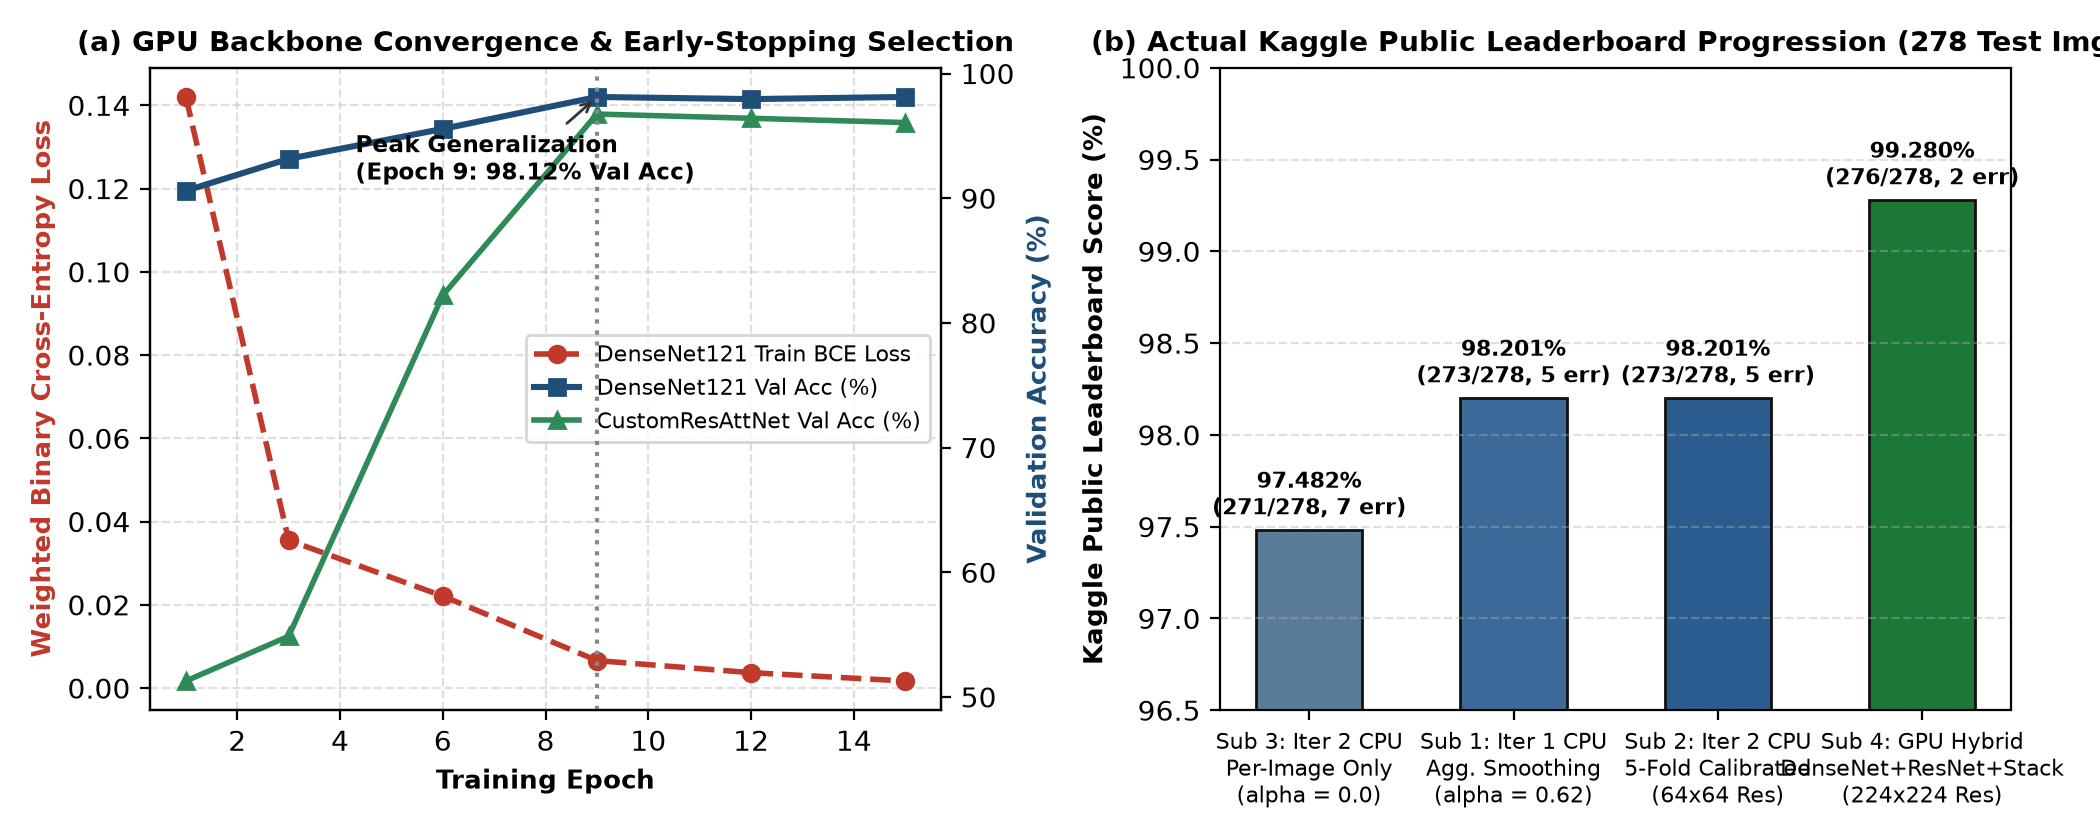 (a) GPU Backbone Convergence & Early-Stopping Selection
Weighted Binary Cross-Entropy Loss
0.14
0.12
0.10
0.08
0.06
0.04
0.02
0.00
Peak Generalization
(Epoch 9: 98.12% Val Acc)
DenseNet121 Train BCE Loss
DenseNet121 Val Acc (%)
CustomResAttNet Val Acc (%)
100
90
80
70
60
50
Validation Accuracy (%)
2 4 6 8 10 12 14
Training Epoch
(b) Actual Kaggle Public Leaderboard Progression (278 Test Img
Kaggle Public Leaderboard Score (%)
100.0
99.5
99.0
98.5
98.0
97.5
97.0
96.5
97.482%
(271/278, 7 err)
98.201%
(273/278, 5 err)
98.201%
(273/278, 5 err)
99.280%
(276/278, 2 err)
Sub 3: Iter 2 CPU
Per-Image Only
(alpha = 0.0)
Sub 1: Iter 1 CPU
Agg. Smoothing
(alpha = 0.62)
Sub 2: Iter 2 CPU
5-Fold Calibrated
(64x64 Res)
Sub 4: GPU Hybrid
DenseNet+ResNet+Stack
(224x224 Res)